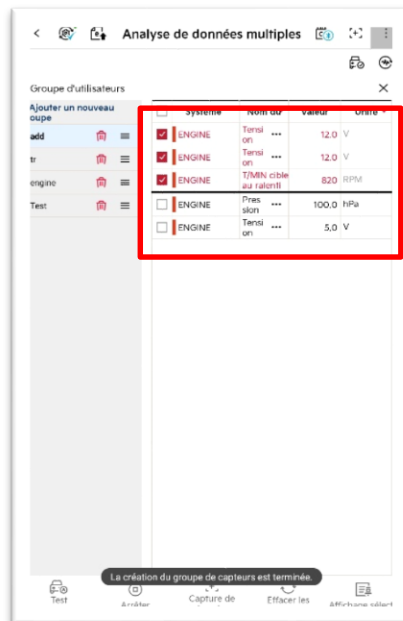 Analyse de données multiples
Groupe d'utilisateurs ×
Ajouter un nouveau
oupe
Système Nom du Valeur Unité
add
tr
engine
Test
ENGINE Tensi
on ••• 12.0 V
ENGINE Tensi
on ••• 12.0 V
ENGINE T/MIN cible
au ralenti 820 RPM
ENGINE Pres
sion ••• 100,0 hPa
ENGINE Tensi
on ••• 5,0 V
La création du groupe de capteurs est terminée.
Test Arrêter Capture de Effacer les Affichage sélect